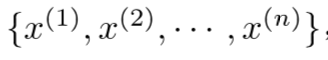 {x^{(1)}, x^{(2)}, ⋯ , x^{(n)}},